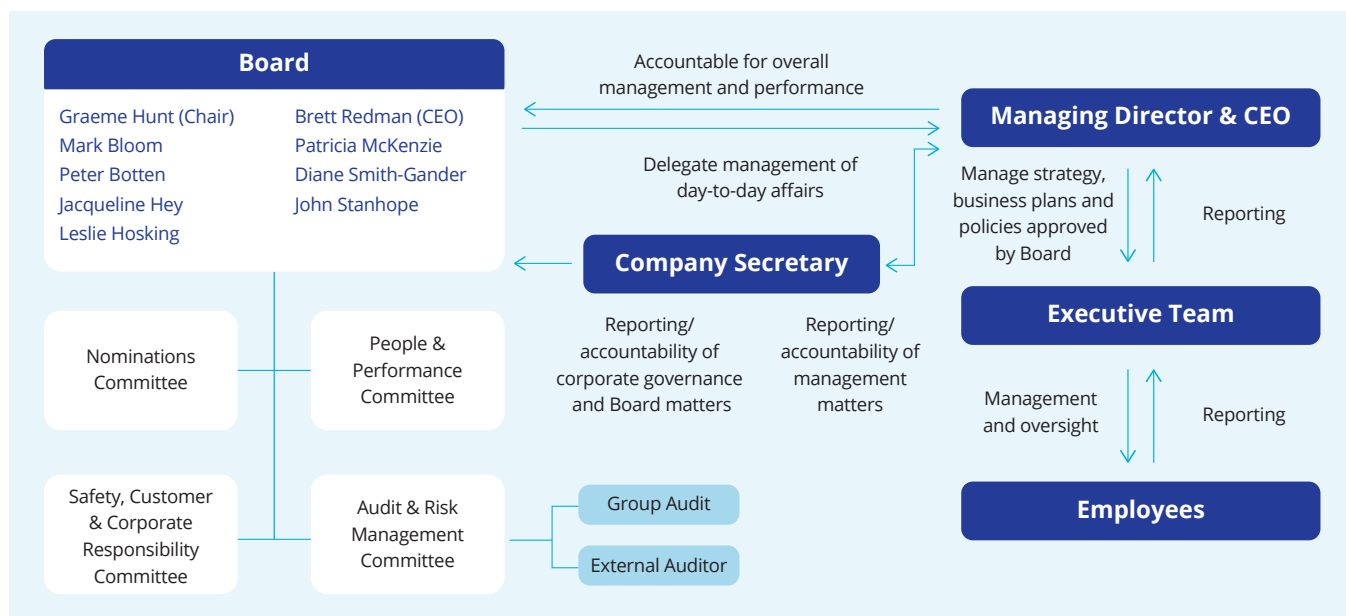 Board
Graeme Hunt (Chair)
Mark Bloom
Peter Botten
Jacqueline Hey
Leslie Hosking
Brett Redman (CEO)
Patricia McKenzie
Diane Smith-Gander
John Stanhope
Accountable for overall
management and performance
Delegate management of
day-to-day affairs
Managing Director & CEO
Manage strategy,
business plans and
policies approved
by Board
Reporting
Company Secretary
Reporting/
accountability of
corporate governance
and Board matters
Reporting/
accountability of
management
matters
Executive Team
Management
and oversight
Reporting
Employees
Nominations
Committee
People &
Performance
Committee
Safety, Customer
& Corporate
Responsibility
Committee
Audit & Risk
Management
Committee
Group Audit
External Auditor